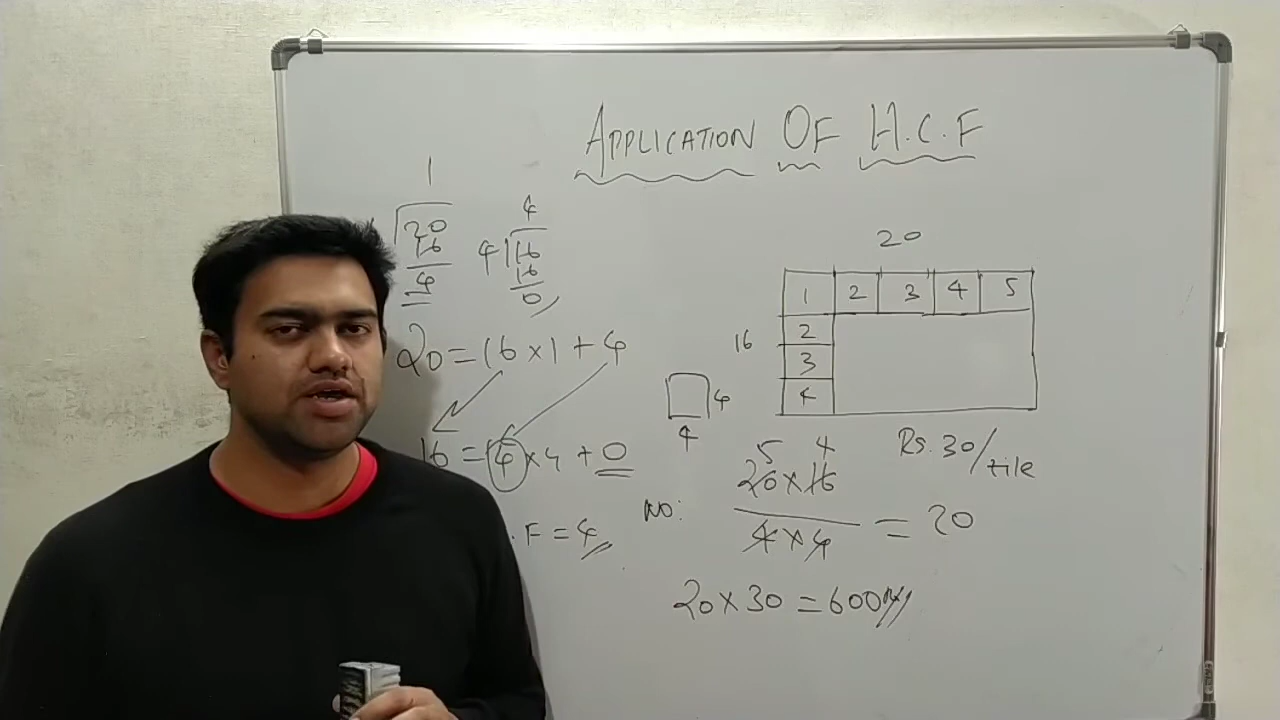 APPLICATION OF H.C.F
1
20
16
4
4
4 16
16
0
20 = 16 × 1 + 4
16 = 4 × 4 + 0
.F = 4
20
1 2 3 4 5
16
2
3
4
4
4
Rs. 30/tile
5 4
NO: 20 × 16
4 × 4 = 20
20 × 30 = 600